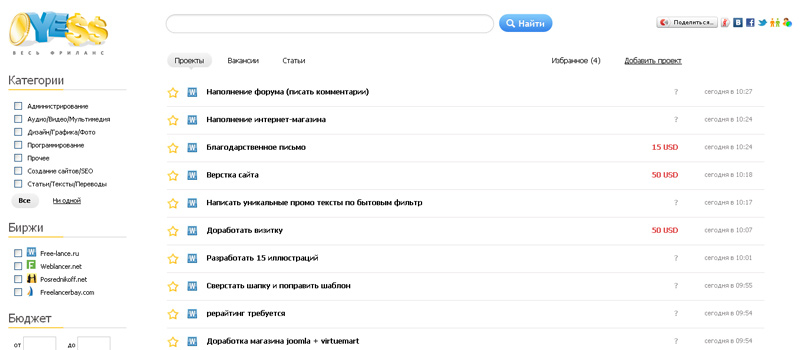 YESS
ВЕСЬ ФРИЛАНС
Найти
Поделиться...
Проекты Вакансии Статьи Избранное (4) Добавить проект
Категории
Администрирование
Аудио/Видео/Мультимедия
Дизайн/Графика/Фото
Программирование
Прочее
Создание сайтов/SEO
Статьи/Тексты/Переводы
Все Ни одной
Биржи
W Free-lance.ru
F Weblancer.net
Posrednikoff.net
Freelancerbay.com
Бюджет
от до
W Наполнение форума (писать комментарии) ? сегодня в 10:27
W Наполнение интернет-магазина ? сегодня в 10:24
W Благодарственное письмо 15 USD сегодня в 10:24
W Верстка сайта 50 USD сегодня в 10:18
W Написать уникальные промо тексты по бытовым фильтр ? сегодня в 10:17
W Доработать визитку 50 USD сегодня в 10:07
W Разработать 15 иллюстраций ? сегодня в 10:01
W Сверстать шапку и поправить шаблон ? сегодня в 09:55
W рерайтинг требуется ? сегодня в 09:54
W Доработка магазина joomla + virtuemart ? сегодня в 09:54